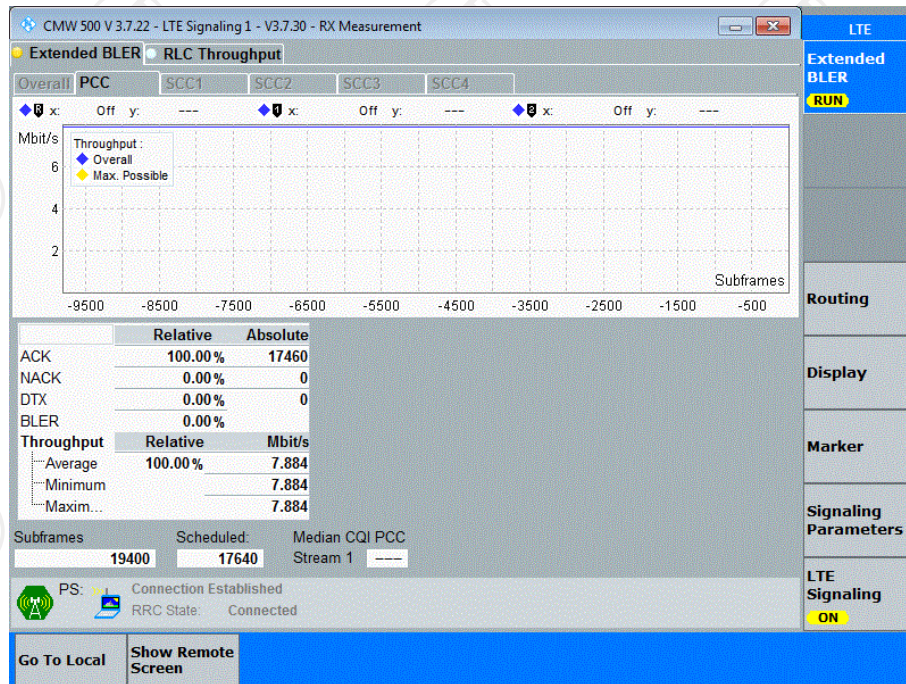 CMW 500 V 3.7.22 - LTE Signaling 1 - V3.7.30 - RX Measurement
Extended BLER RLC Throughput
Overall PCC SCC1 SCC2 SCC3 SCC4
R x: Off y: --- 1 x: Off y: --- 2 x: Off y: ---
Mbit/s
Throughput :
Overall
Max. Possible
6
4
2
Subframes
-9500 -8500 -7500 -6500 -5500 -4500 -3500 -2500 -1500 -500
Relative Absolute
ACK 100.00 % 17460
NACK 0.00 % 0
DTX 0.00 % 0
BLER 0.00 %
Throughput Relative Mbit/s
Average 100.00 % 7.884
Minimum 7.884
Maxim... 7.884
Subframes Scheduled: Median CQI PCC
19400 17640 Stream 1 ---
PS: Connection Established
RRC State: Connected
LTE
Extended
BLER
RUN
Routing
Display
Marker
Signaling
Parameters
LTE
Signaling
ON
Go To Local
Show Remote
Screen